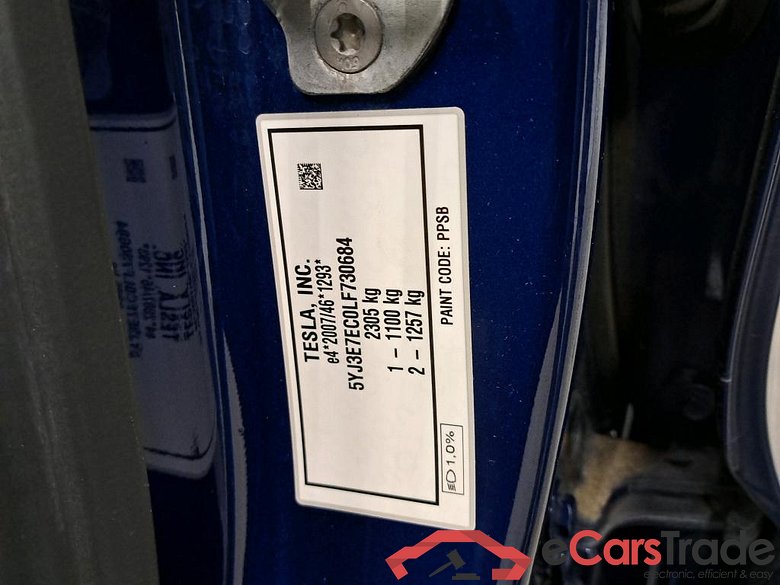 TESLA, INC.
e4*2007/46*1293*
5YJ3E7EC0LF730684
2305 kg
1 – 1100 kg
2 – 1257 kg
PAINT CODE: PPSB
1.0%
eCarsTrade
electronic, efficient & easy